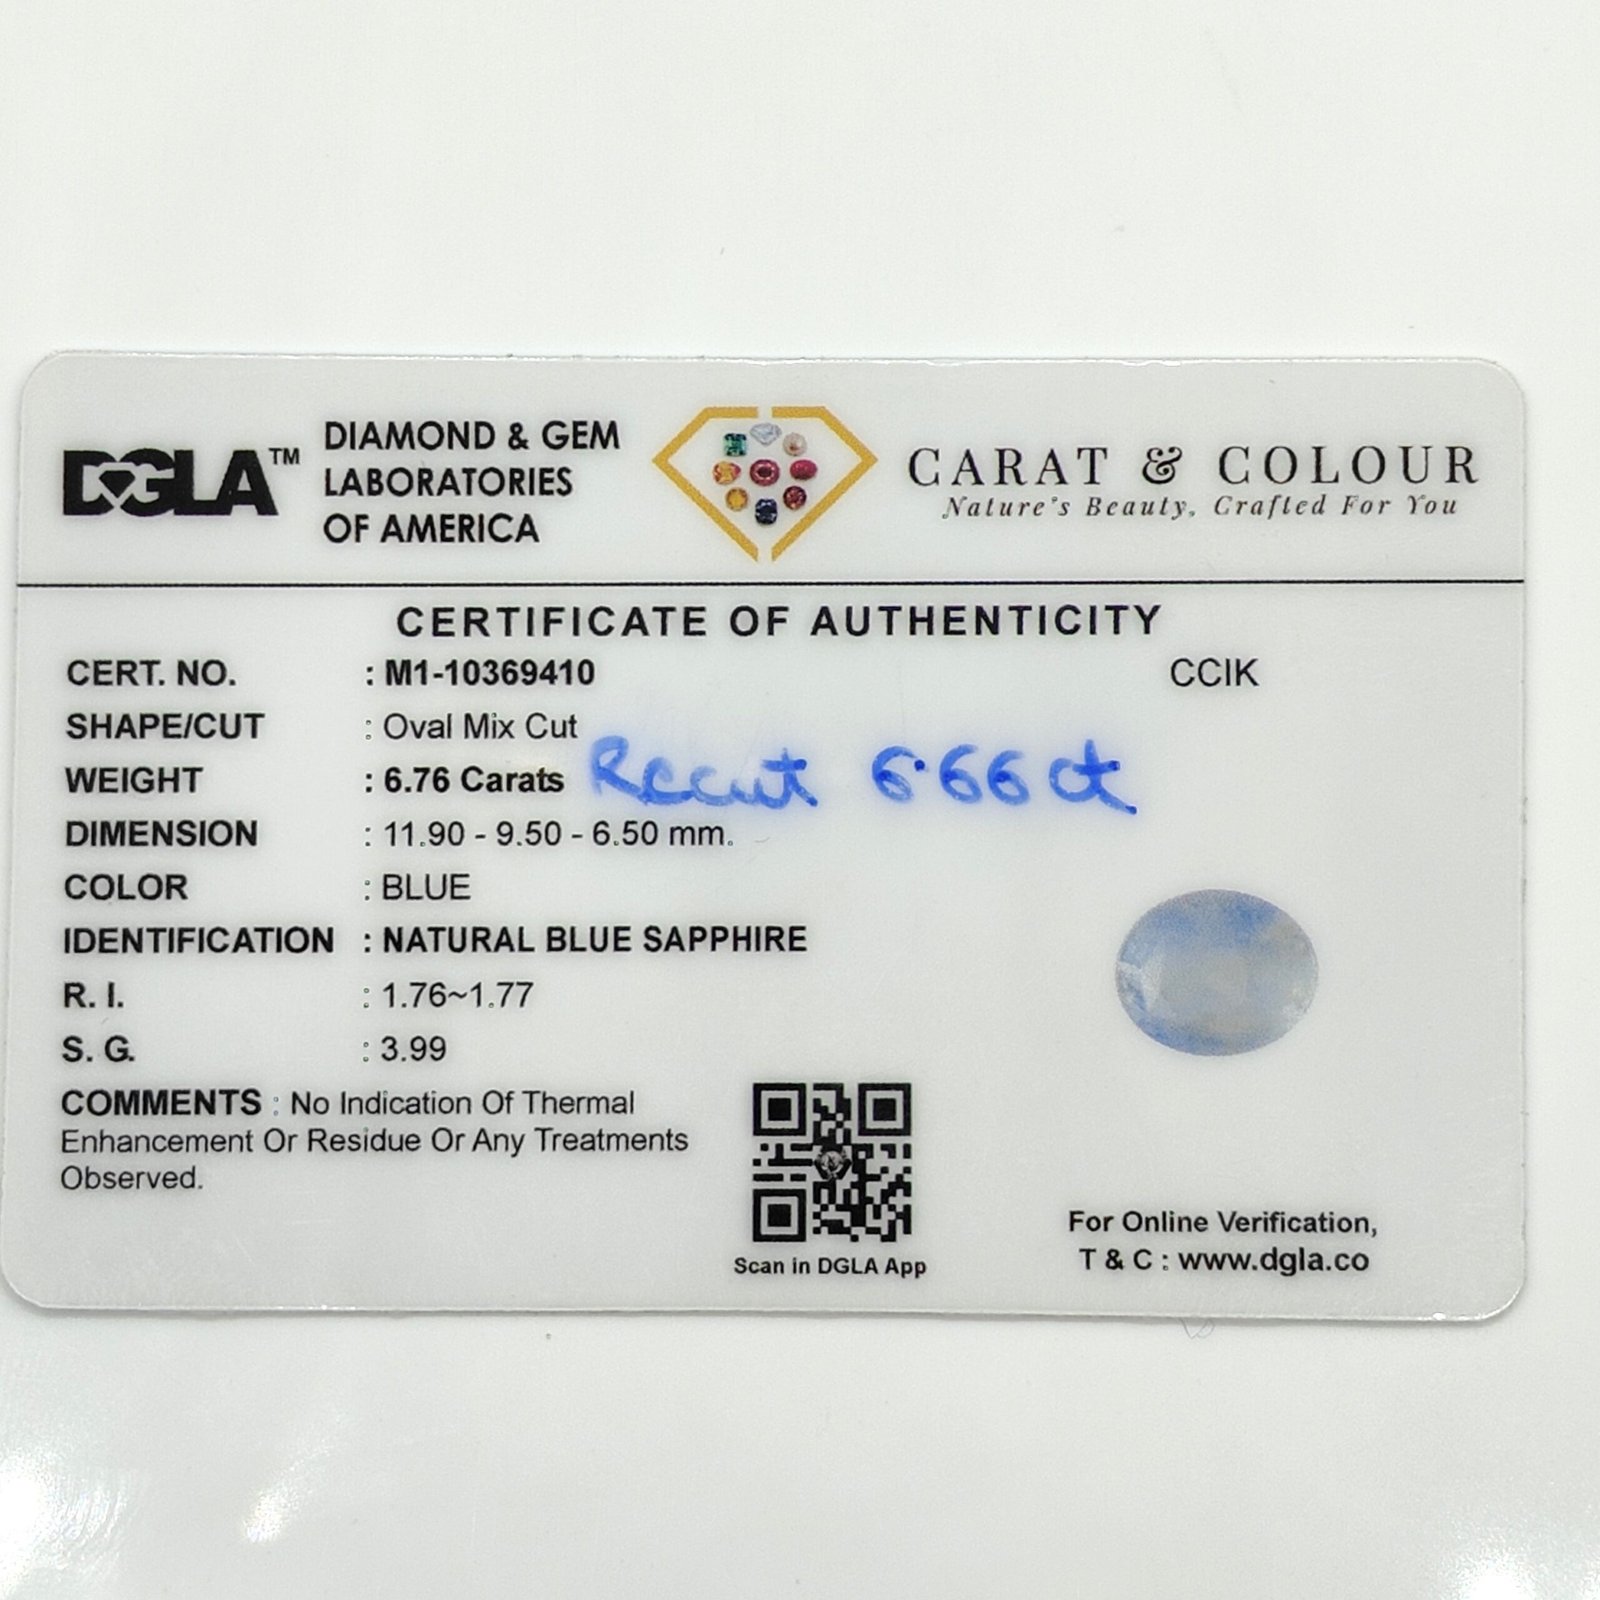 DGLA™
DIAMOND & GEM
LABORATORIES
OF AMERICA
CARAT & COLOUR
Nature's Beauty, Crafted For You
CERTIFICATE OF AUTHENTICITY
CERT. NO. : M1-10369410 CCIK
SHAPE/CUT : Oval Mix Cut
WEIGHT : 6.76 Carats Recut 6.66 ct
DIMENSION : 11.90 - 9.50 - 6.50 mm.
COLOR : BLUE
IDENTIFICATION : NATURAL BLUE SAPPHIRE
R. I. : 1.76~1.77
S. G. : 3.99
COMMENTS : No Indication Of Thermal
Enhancement Or Residue Or Any Treatments
Observed.
Scan in DGLA App
For Online Verification,
T & C : www.dgla.co